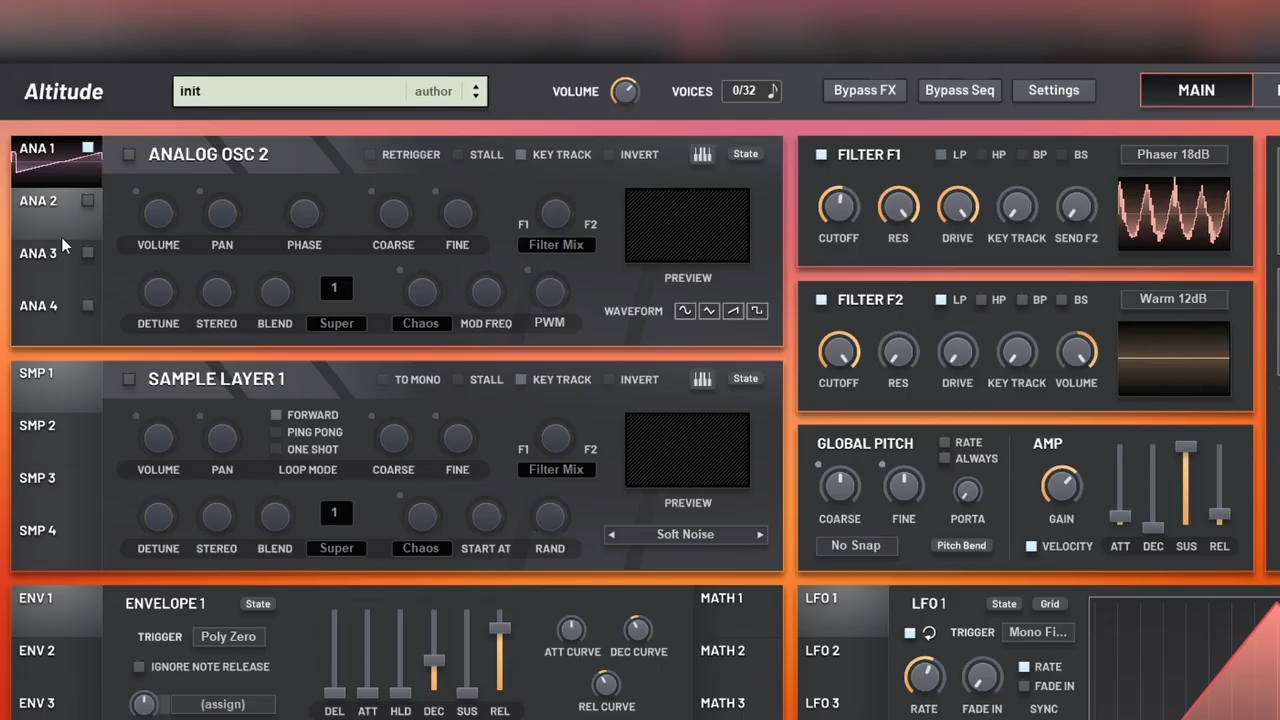 Altitude
init author
VOLUME
VOICES 0/32
Bypass FX Bypass Seq Settings
MAIN
ANA 1
ANA 2
ANA 3
ANA 4
ANALOG OSC 2
RETRIGGER STALL KEY TRACK INVERT State
VOLUME PAN PHASE COARSE FINE
F1 F2
Filter Mix
PREVIEW
1
DETUNE STEREO BLEND Super Chaos MOD FREQ PWM
WAVEFORM
FILTER F1 LP HP BP BS Phaser 18dB
CUTOFF RES DRIVE KEY TRACK SEND F2
FILTER F2 LP HP BP BS Warm 12dB
CUTOFF RES DRIVE KEY TRACK VOLUME
SMP 1
SMP 2
SMP 3
SMP 4
SAMPLE LAYER 1
TO MONO STALL KEY TRACK INVERT State
FORWARD
PING PONG
ONE SHOT
VOLUME PAN LOOP MODE COARSE FINE
F1 F2
Filter Mix
PREVIEW
1
DETUNE STEREO BLEND Super Chaos START AT RAND
Soft Noise
GLOBAL PITCH
RATE
ALWAYS
COARSE FINE PORTA
No Snap Pitch Bend
AMP
GAIN
VELOCITY ATT DEC SUS REL
ENV 1
ENV 2
ENV 3
ENVELOPE 1 State
TRIGGER Poly Zero
IGNORE NOTE RELEASE
(assign)
DEL ATT HLD DEC SUS REL
ATT CURVE DEC CURVE
REL CURVE
MATH 1
MATH 2
MATH 3
LFO 1
LFO 2
LFO 3
LFO 1 State Grid
TRIGGER Mono Fi...
RATE
FADE IN
RATE FADE IN SYNC